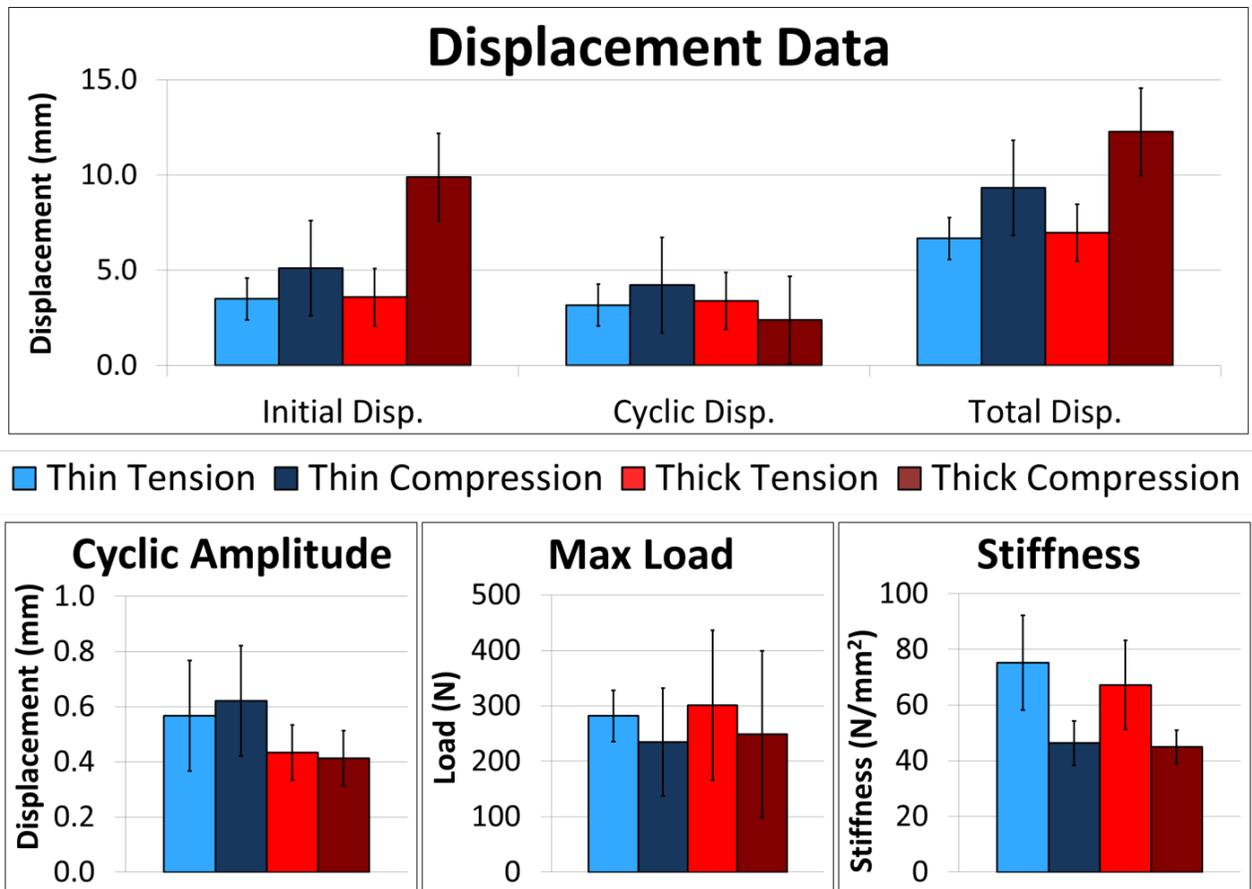 Displacement Data
Displacement (mm)
15.0
10.0
5.0
0.0
Initial Disp.
Cyclic Disp.
Total Disp.
Thin Tension
Thin Compression
Thick Tension
Thick Compression
Cyclic Amplitude
Displacement (mm)
1.0
0.8
0.6
0.4
0.2
0.0
Max Load
Load (N)
500
400
300
200
100
0
Stiffness
Stiffness (N/mm²)
100
80
60
40
20
0